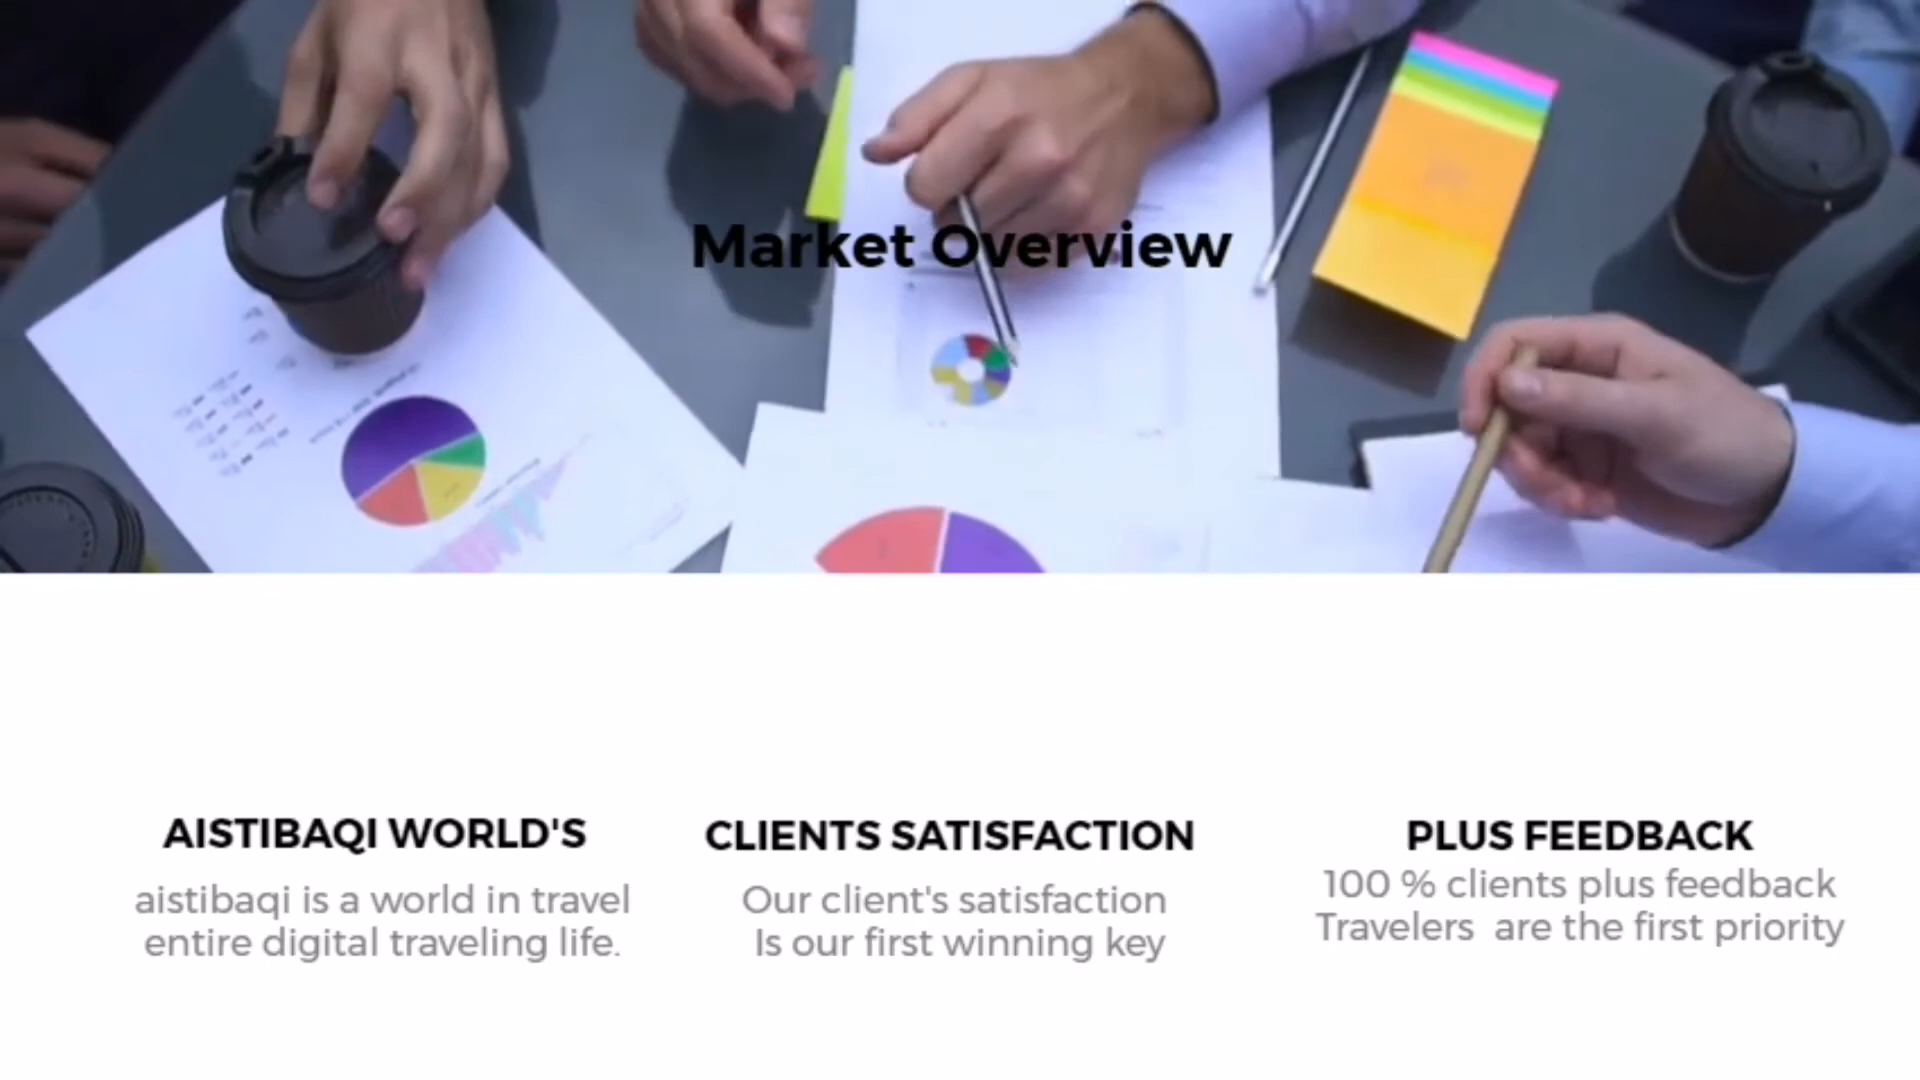 Market Overview
AISTIBAQI WORLD'S
aistibaqi is a world in travel
entire digital traveling life.
CLIENTS SATISFACTION
Our client's satisfaction
Is our first winning key
PLUS FEEDBACK
100 % clients plus feedback
Travelers  are the first priority